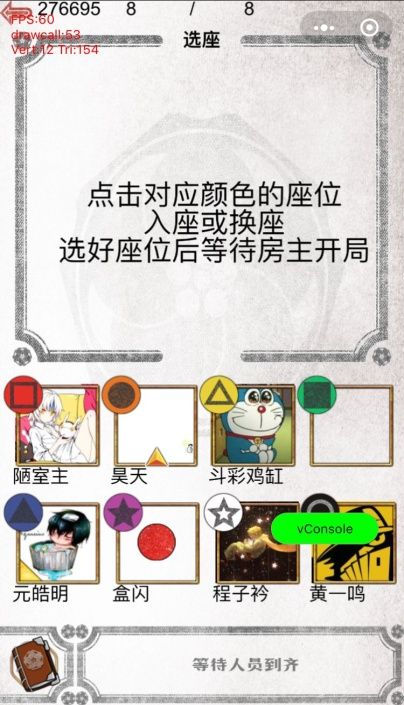 276695 8 / 8
FPS:60
drawcall:53
Vert:12 Tri:154
选座
点击对应颜色的座位
入座或换座
选好座位后等待房主开局
陋室主 昊天 斗彩鸡缸
vConsole
元皓明 盒闪 程子衿 黄一鸣
等待人员到齐